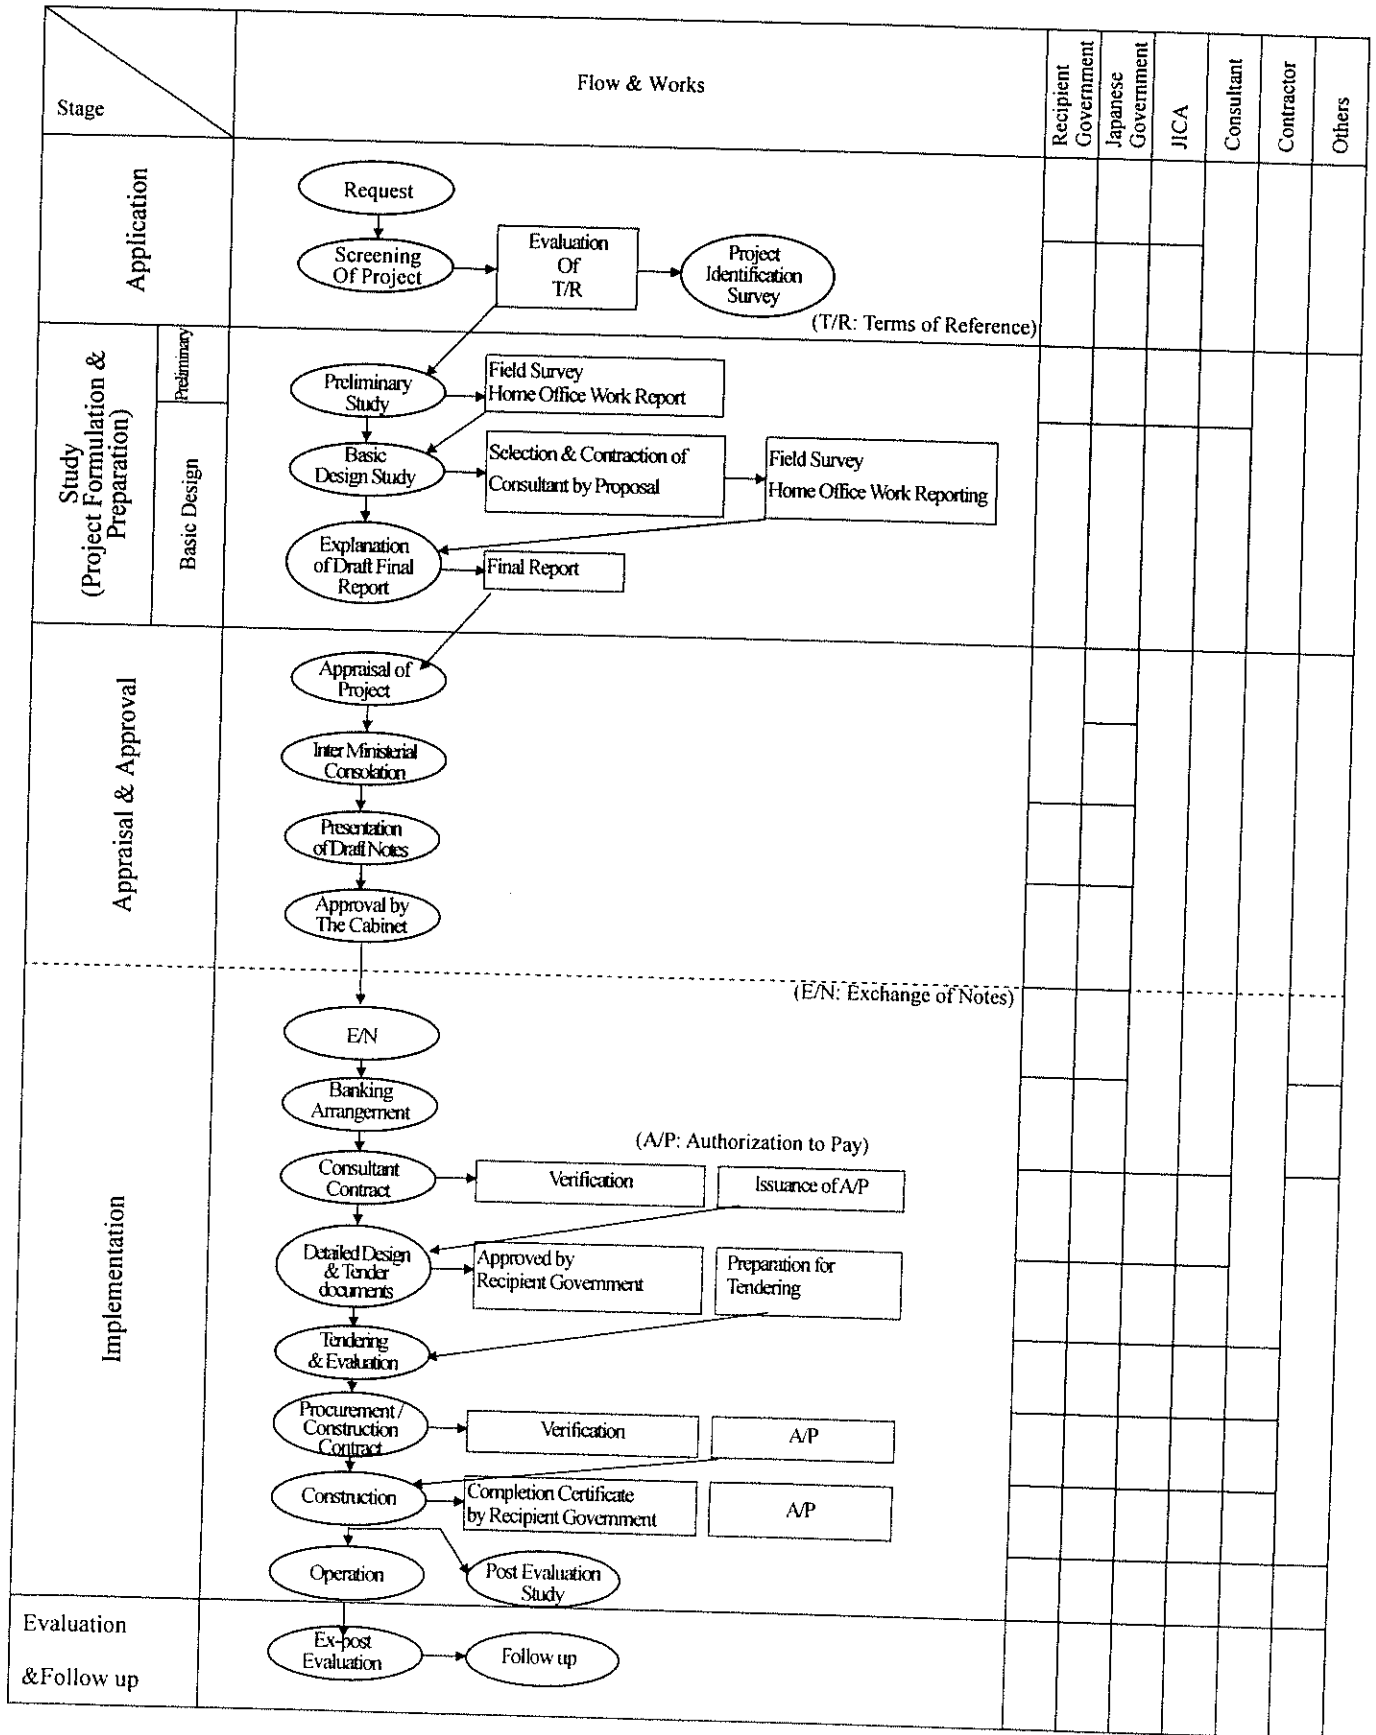 Stage
Flow & Works
Recipient
Government
Japanese
Government
JICA
Consultant
Contractor
Others
Application
Request
Screening
Of Project
Evaluation
Of
T/R
Project
Identification
Survey
(T/R: Terms of Reference)
Study
(Project Formulation &
Preparation)
Preliminary
Preliminary
Study
Field Survey
Home Office Work Report
Basic Design
Basic
Design Study
Selection & Contraction of
Consultant by Proposal
Field Survey
Home Office Work Reporting
Explanation
of Draft Final
Report
Final Report
Appraisal & Approval
Appraisal of
Project
Inter Ministerial
Consolation
Presentation
of Draft Notes
Approval by
The Cabinet
(E/N: Exchange of Notes)
Implementation
E/N
Banking
Arrangement
(A/P: Authorization to Pay)
Consultant
Contract
Verification
Issuance of A/P
Detailed Design
& Tender
documents
Approved by
Recipient Government
Preparation for
Tendering
Tendering
& Evaluation
Procurement /
Construction
Contract
Verification
A/P
Construction
Completion Certificate
by Recipient Government
A/P
Operation
Post Evaluation
Study
Evaluation
&Follow up
Ex-post
Evaluation
Follow up